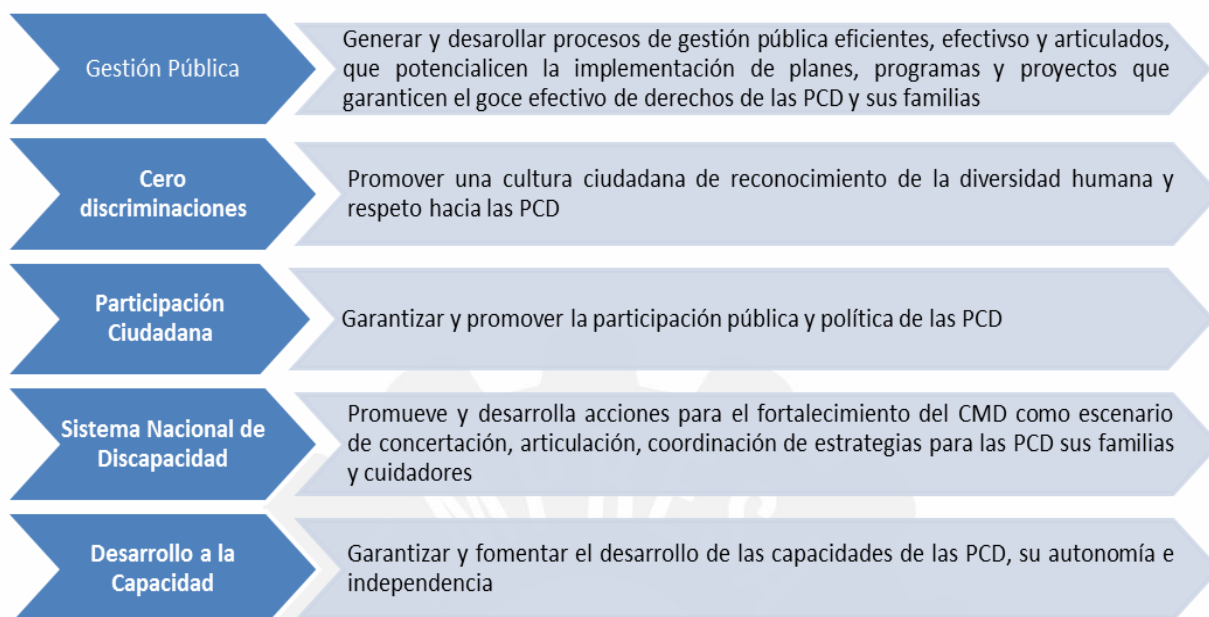 Gestión Pública
Generar y desarollar procesos de gestión pública eficientes, efectivso y articulados,
que potencialicen la implementación de planes, programas y proyectos que
garanticen el goce efectivo de derechos de las PCD y sus familias
Cero
discriminaciones
Promover una cultura ciudadana de reconocimiento de la diversidad humana y
respeto hacia las PCD
Participación
Ciudadana
Garantizar y promover la participación pública y política de las PCD
Sistema Nacional de
Discapacidad
Promueve y desarrolla acciones para el fortalecimiento del CMD como escenario
de concertación, articulación, coordinación de estrategias para las PCD sus familias
y cuidadores
Desarrollo a la
Capacidad
Garantizar y fomentar el desarrollo de las capacidades de las PCD, su autonomía e
independencia